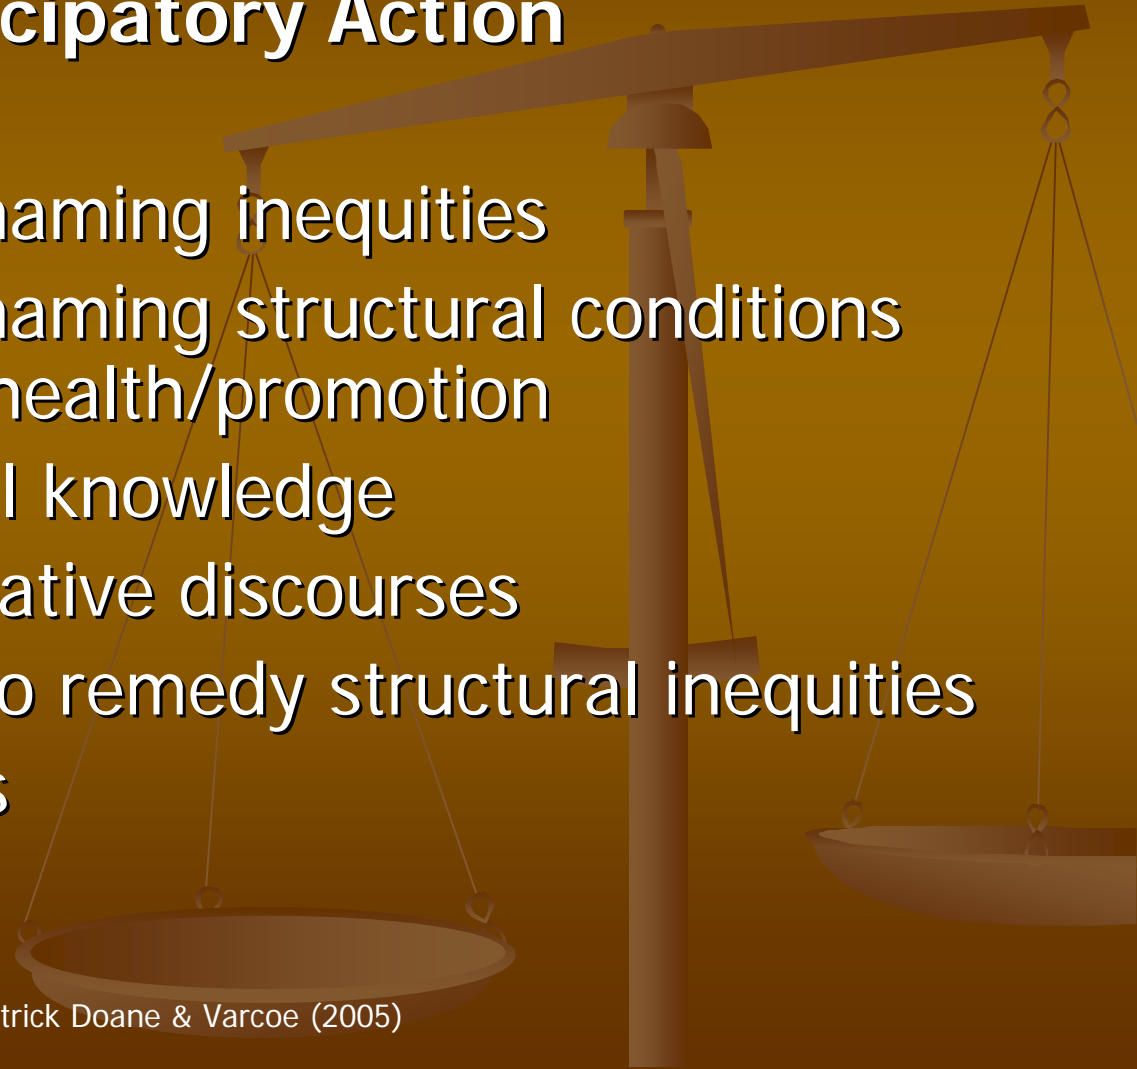 cipatory Action
naming inequities
naming structural conditions
health/promotion
l knowledge
ative discourses
o remedy structural inequities
s
trick Doane & Varcoe (2005)